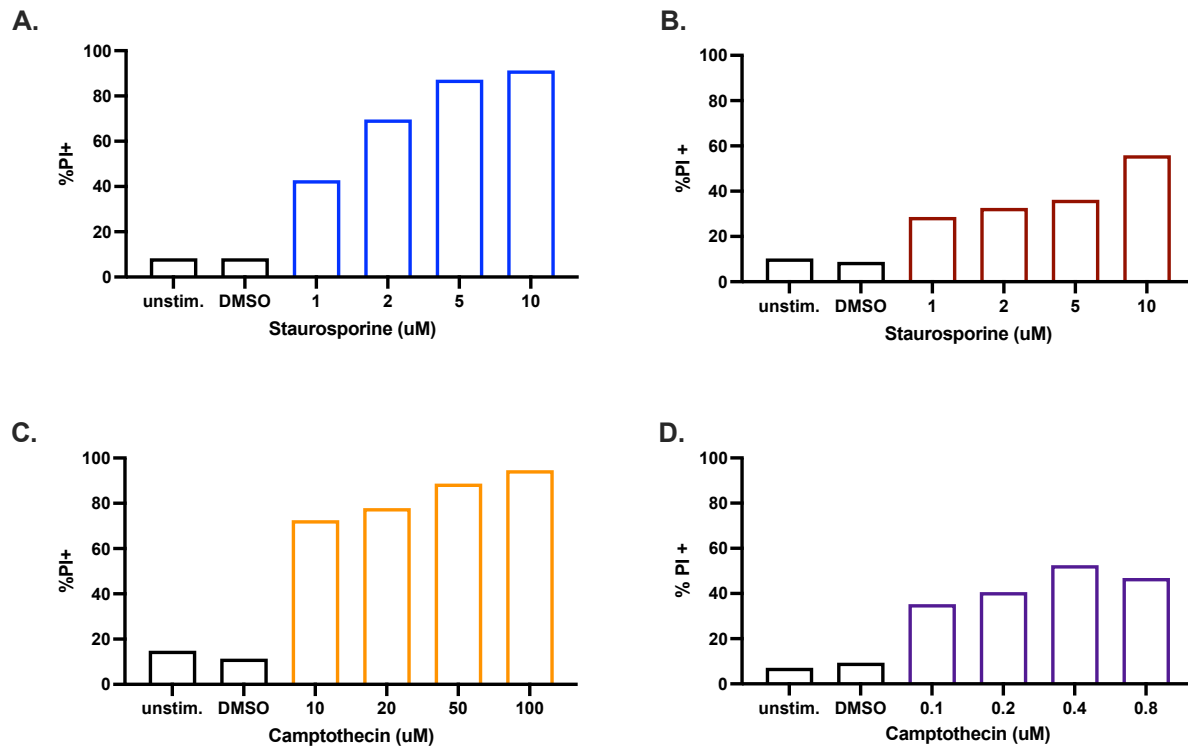 A.
100
80
60
40
20
0
%PI+
unstim. DMSO 1 2 5 10
Staurosporine (uM)
B.
100
80
60
40
20
0
%PI +
unstim. DMSO 1 2 5 10
Staurosporine (uM)
C.
100
80
60
40
20
0
%PI+
unstim. DMSO 10 20 50 100
Camptothecin (uM)
D.
100
80
60
40
20
0
% PI +
unstim. DMSO 0.1 0.2 0.4 0.8
Camptothecin (uM)